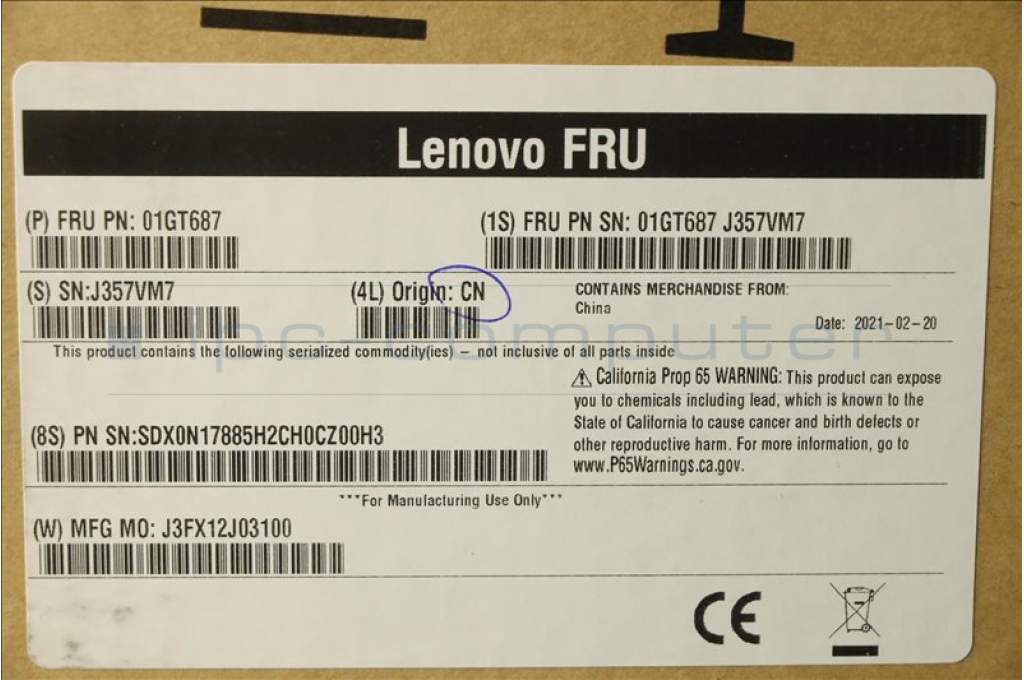 Lenovo FRU
(P) FRU PN: 01GT687
(1S) FRU PN SN: 01GT687 J357VM7
(S) SN:J357VM7
(4L) Origin: CN
CONTAINS MERCHANDISE FROM:
China
Date: 2021-02-20
ipc-computer
This product contains the following serialized commodity(ies) – not inclusive of all parts inside
⚠ California Prop 65 WARNING: This product can expose
you to chemicals including lead, which is known to the
State of California to cause cancer and birth defects or
other reproductive harm. For more information, go to
www.P65Warnings.ca.gov.
(8S) PN SN:SDX0N17885H2CH0CZ00H3
***For Manufacturing Use Only***
(W) MFG MO: J3FX12J03100
CE